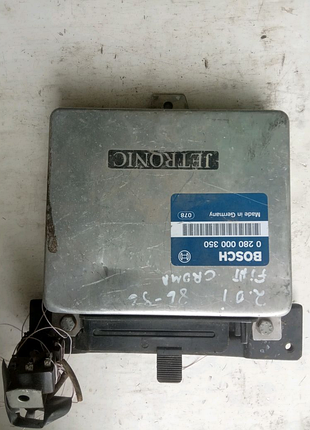 2.0 i 86-96
FiAT CROMA
BOSCH
0 280 000 350
Made in Germany
078
JETRONIC